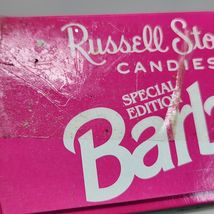 Russell Sto
CANDIES
SPECIAL
EDITION
Barb